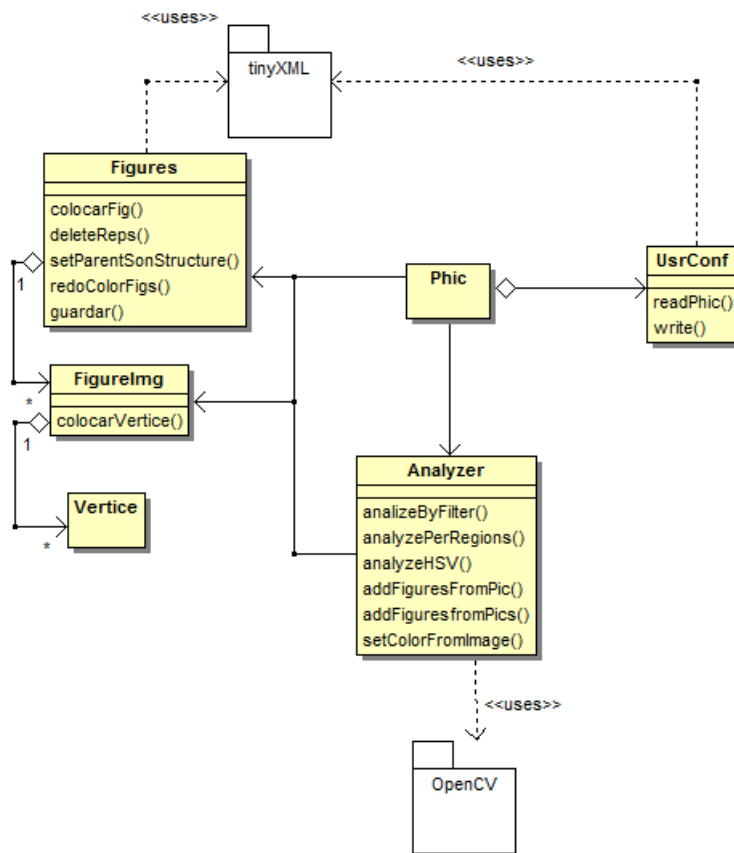 <<uses>>
tinyXML
<<uses>>
Figures
colocarFig()
deleteReps()
setParentSonStructure()
redoColorFigs()
guardar()
1
*
Phic
UsrConf
readPhic()
write()
FigureImg
colocarVertice()
1
*
Vertice
Analyzer
analizeByFilter()
analyzePerRegions()
analyzeHSV()
addFiguresFromPic()
addFiguresfromPics()
setColorFromImage()
<<uses>>
OpenCV